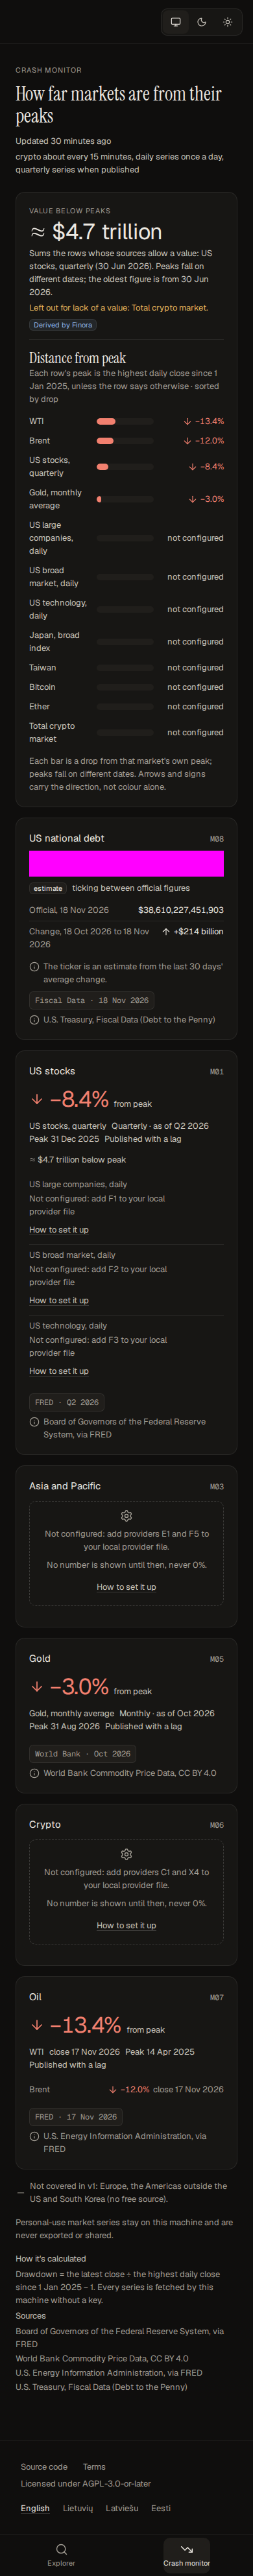 CRASH MONITOR
How far markets are from their
peaks
Updated 30 minutes ago
crypto about every 15 minutes, daily series once a day,
quarterly series when published
VALUE BELOW PEAKS
≈ $4.7 trillion
Sums the rows whose sources allow a value: US
stocks, quarterly (30 Jun 2026). Peaks fall on
different dates; the oldest figure is from 30 Jun
2026.
Left out for lack of a value: Total crypto market.
Derived by Finora
Distance from peak
Each row's peak is the highest daily close since 1
Jan 2025, unless the row says otherwise · sorted
by drop
WTI ↓ −13.4%
Brent ↓ −12.0%
US stocks,
quarterly ↓ −8.4%
Gold, monthly
average ↓ −3.0%
US large
companies,
daily not configured
US broad
market, daily not configured
US technology,
daily not configured
Japan, broad
index not configured
Taiwan not configured
Bitcoin not configured
Ether not configured
Total crypto
market not configured
Each bar is a drop from that market's own peak;
peaks fall on different dates. Arrows and signs
carry the direction, not colour alone.
US national debt M08
estimate ticking between official figures
Official, 18 Nov 2026 $38,610,227,451,903
Change, 18 Oct 2026 to 18 Nov
2026 ↑ +$214 billion
The ticker is an estimate from the last 30 days'
average change.
Fiscal Data · 18 Nov 2026
U.S. Treasury, Fiscal Data (Debt to the Penny)
US stocks M01
↓ −8.4% from peak
US stocks, quarterly Quarterly · as of Q2 2026
Peak 31 Dec 2025 Published with a lag
≈ $4.7 trillion below peak
US large companies, daily
Not configured: add F1 to your local
provider file
How to set it up
US broad market, daily
Not configured: add F2 to your local
provider file
How to set it up
US technology, daily
Not configured: add F3 to your local
provider file
How to set it up
FRED · Q2 2026
Board of Governors of the Federal Reserve
System, via FRED
Asia and Pacific M03
Not configured: add providers E1 and F5 to
your local provider file.
No number is shown until then, never 0%.
How to set it up
Gold M05
↓ −3.0% from peak
Gold, monthly average Monthly · as of Oct 2026
Peak 31 Aug 2026 Published with a lag
World Bank · Oct 2026
World Bank Commodity Price Data, CC BY 4.0
Crypto M06
Not configured: add providers C1 and X4 to
your local provider file.
No number is shown until then, never 0%.
How to set it up
Oil M07
↓ −13.4% from peak
WTI close 17 Nov 2026 Peak 14 Apr 2025
Published with a lag
Brent ↓ −12.0% close 17 Nov 2026
FRED · 17 Nov 2026
U.S. Energy Information Administration, via
FRED
Not covered in v1: Europe, the Americas outside the
US and South Korea (no free source).
Personal-use market series stay on this machine and are
never exported or shared.
How it's calculated
Drawdown = the latest close ÷ the highest daily close
since 1 Jan 2025 − 1. Every series is fetched by this
machine without a key.
Sources
Board of Governors of the Federal Reserve System, via
FRED
World Bank Commodity Price Data, CC BY 4.0
U.S. Energy Information Administration, via FRED
U.S. Treasury, Fiscal Data (Debt to the Penny)
Source code Terms
Licensed under AGPL-3.0-or-later
English Lietuvių Latviešu Eesti
Explorer Crash monitor